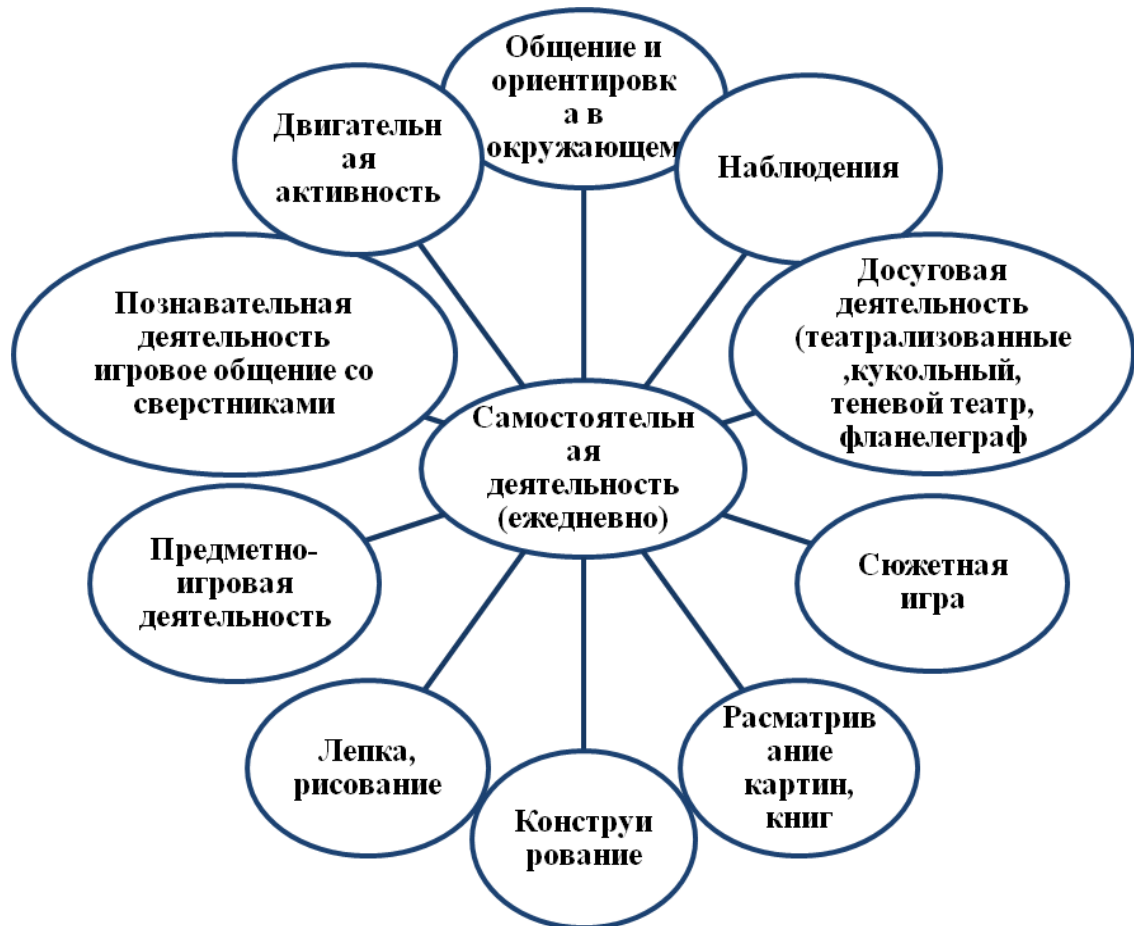 Общение и
ориентировк
а в
окружающем
Двигательн
ая
активность
Наблюдения
Познавательная
деятельность
игровое общение со
сверстниками
Досуговая
деятельность
(театрализованные
,кукольный,
теневой театр,
фланелеграф
Самостоятельн
ая
деятельность
(ежедневно)
Предметно-
игровая
деятельность
Сюжетная
игра
Лепка,
рисование
Расматрив
ание
картин,
книг
Конструи
рование